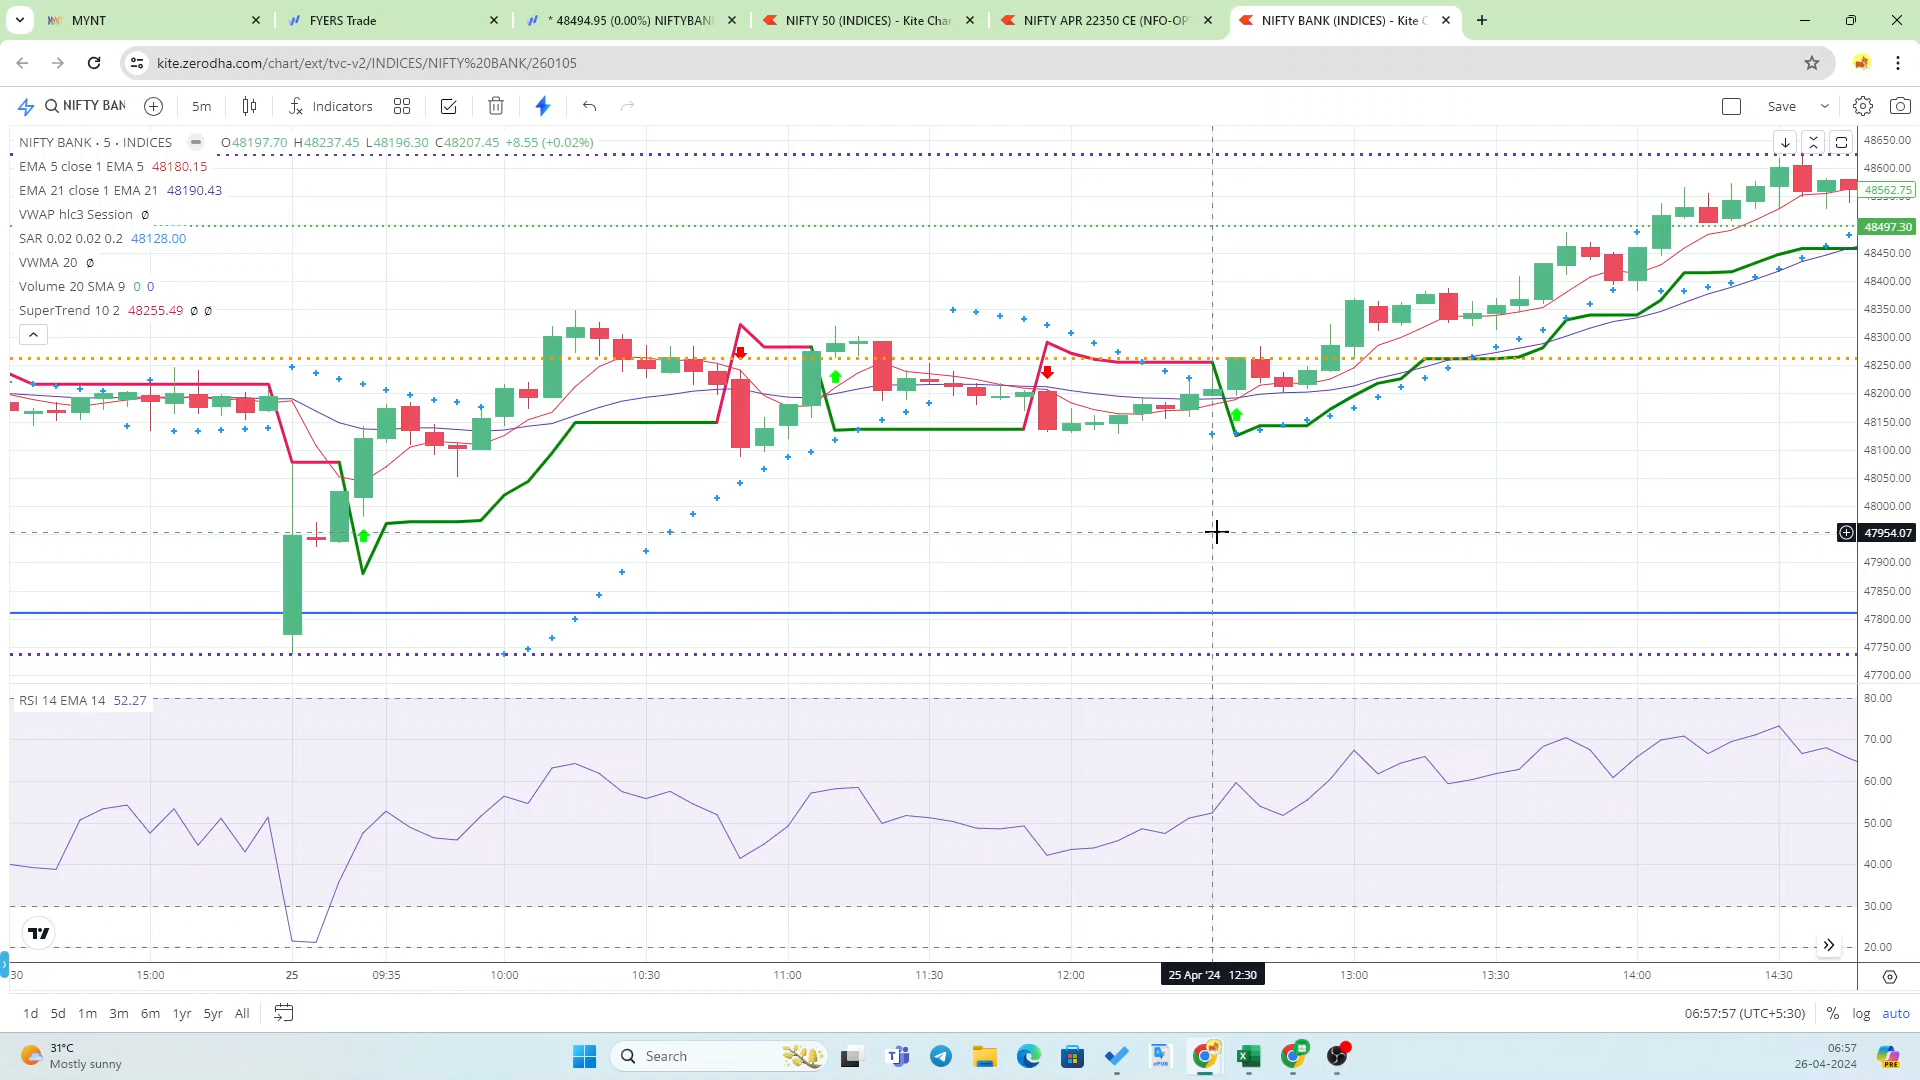 MYNT
FYERS Trade
* 48494.95 (0.00%) NIFTYBAN
NIFTY 50 (INDICES) - Kite Cha
NIFTY APR 22350 CE (NFO-OP
NIFTY BANK (INDICES) - Kite C
kite.zerodha.com/chart/ext/tvc-v2/INDICES/NIFTY%20BANK/260105
NIFTY BAN
5m
Indicators
Save
NIFTY BANK · 5 · INDICES
O48197.70 H48237.45 L48196.30 C48207.45 +8.55 (+0.02%)
EMA 5 close 1 EMA 5 48180.15
EMA 21 close 1 EMA 21 48190.43
VWAP hlc3 Session ø
SAR 0.02 0.02 0.2 48128.00
VWMA 20 ø
Volume 20 SMA 9 0 0
SuperTrend 10 2 48255.49 ø ø
48650.00
48600.00
48562.75
48497.30
48450.00
48400.00
48350.00
48300.00
48250.00
48200.00
48150.00
48100.00
48050.00
48000.00
47954.07
47900.00
47850.00
47800.00
47750.00
47700.00
RSI 14 EMA 14 52.27
80.00
70.00
60.00
50.00
40.00
30.00
20.00
:30
15:00
25
09:35
10:00
10:30
11:00
11:30
12:00
25 Apr '24 12:30
13:00
13:30
14:00
14:30
1d 5d 1m 3m 6m 1yr 5yr All
06:57:57 (UTC+5:30)
% log auto
31°C
Mostly sunny
Search
06:57
26-04-2024
PRE